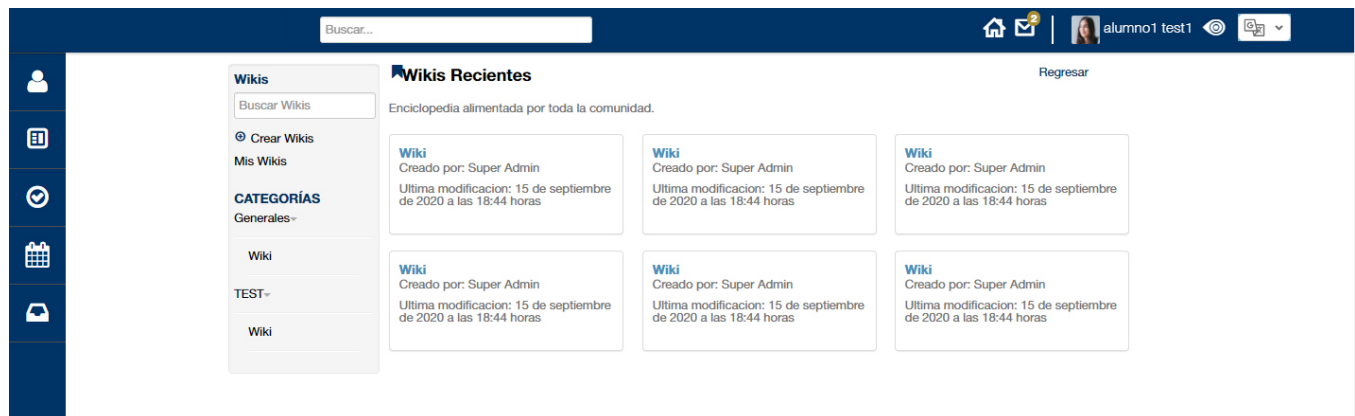 Buscar...
2
alumno1 test1
Wikis
Buscar Wikis
Crear Wikis
Mis Wikis
CATEGORÍAS
Generales
Wiki
TEST
Wiki
Wikis Recientes
Regresar
Enciclopedia alimentada por toda la comunidad.
Wiki
Creado por: Super Admin
Ultima modificacion: 15 de septiembre
de 2020 a las 18:44 horas
Wiki
Creado por: Super Admin
Ultima modificacion: 15 de septiembre
de 2020 a las 18:44 horas
Wiki
Creado por: Super Admin
Ultima modificacion: 15 de septiembre
de 2020 a las 18:44 horas
Wiki
Creado por: Super Admin
Ultima modificacion: 15 de septiembre
de 2020 a las 18:44 horas
Wiki
Creado por: Super Admin
Ultima modificacion: 15 de septiembre
de 2020 a las 18:44 horas
Wiki
Creado por: Super Admin
Ultima modificacion: 15 de septiembre
de 2020 a las 18:44 horas